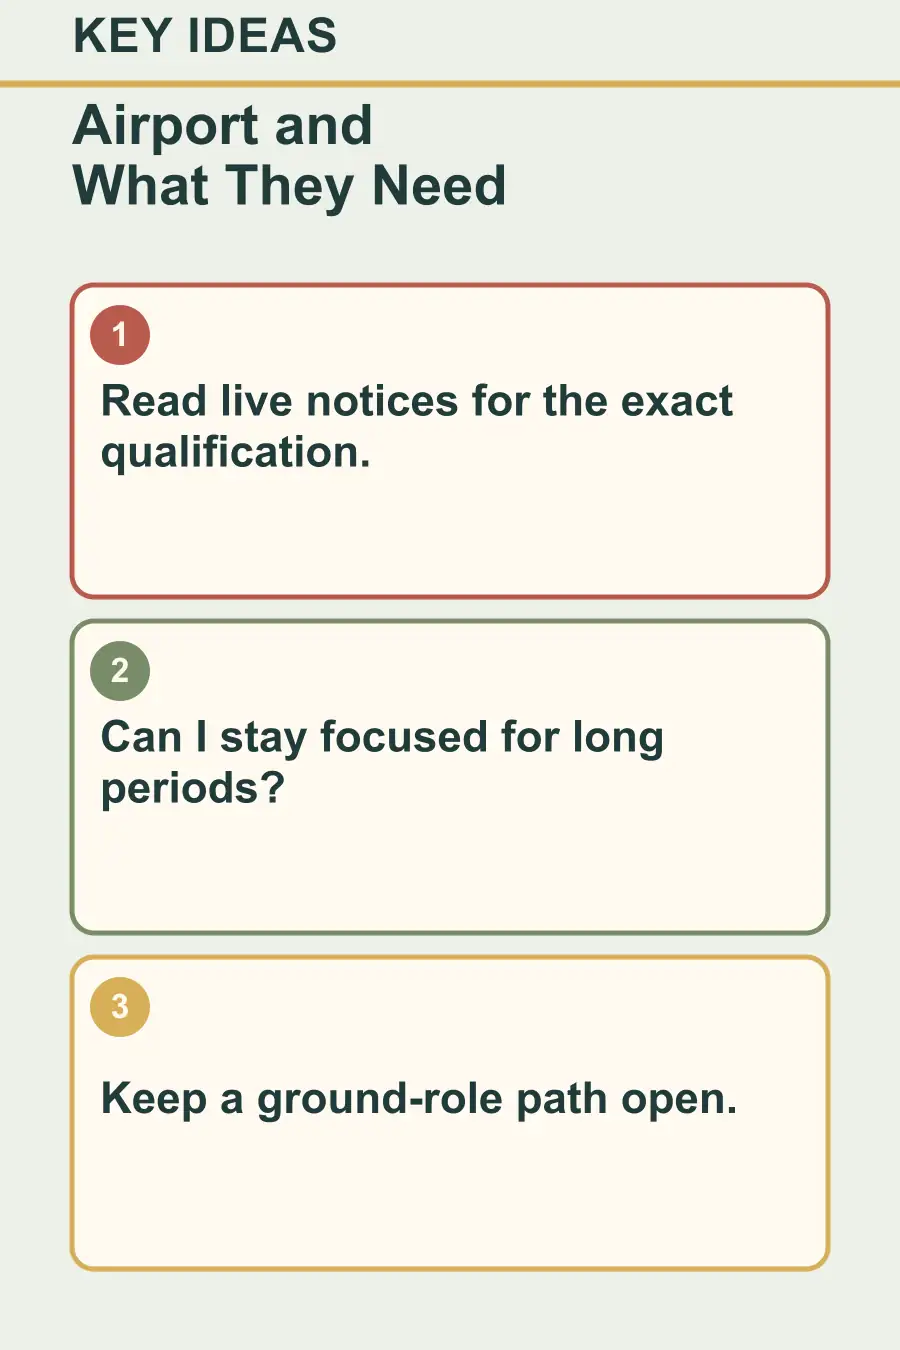 KEY IDEAS
Airport and
What They Need
1
Read live notices for the exact
qualification.
2
Can I stay focused for long
periods?
3
Keep a ground-role path open.